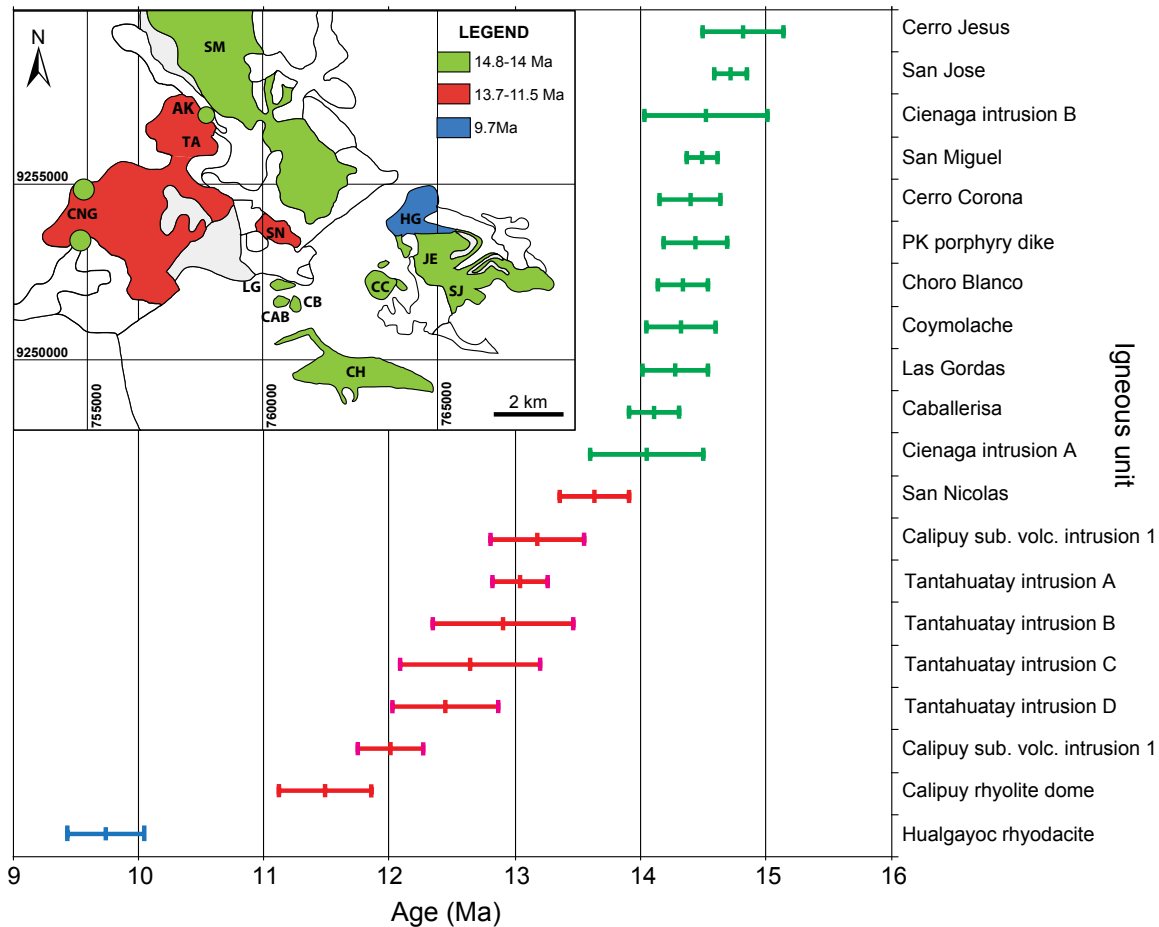 N
LEGEND
14.8-14 Ma
13.7-11.5 Ma
9.7Ma
SM
AK
TA
9255000
CNG
SN
HG
JE
LG
CC
SJ
CB
CAB
9250000
CH
755000
760000
765000
2 km
Cerro Jesus
San Jose
Cienaga intrusion B
San Miguel
Cerro Corona
PK porphyry dike
Choro Blanco
Coymolache
Las Gordas
Caballerisa
Cienaga intrusion A
San Nicolas
Calipuy sub. volc. intrusion 1
Tantahuatay intrusion A
Tantahuatay intrusion B
Tantahuatay intrusion C
Tantahuatay intrusion D
Calipuy sub. volc. intrusion 1
Calipuy rhyolite dome
Hualgayoc rhyodacite
Igneous unit
9 10 11 12 13 14 15 16
Age (Ma)